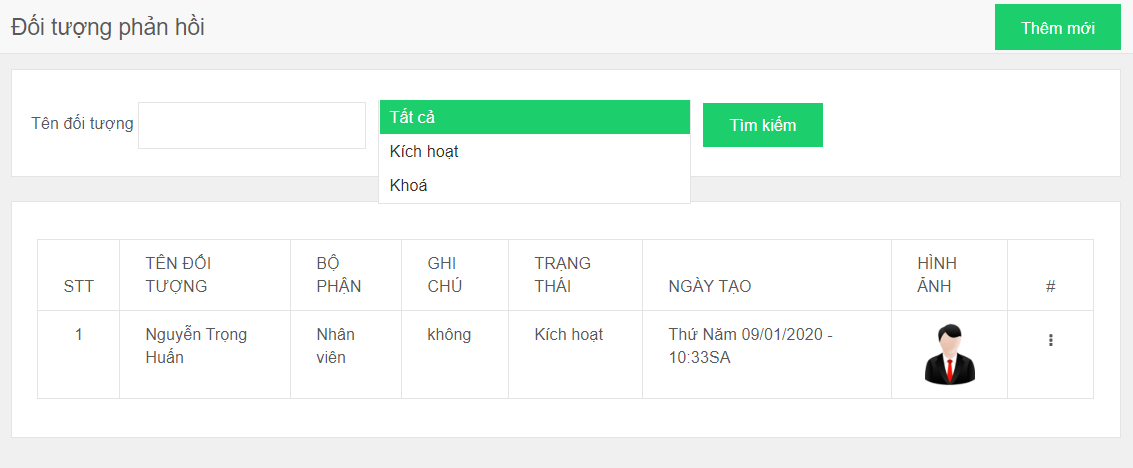 Đối tượng phản hồi
Thêm mới
Tên đối tượng
Tất cả
Kích hoạt
Khoá
Tìm kiếm
STT
TÊN ĐỐI
TƯỢNG
BỘ
PHẬN
GHI
CHÚ
TRẠNG
THÁI
NGÀY TẠO
HÌNH
ẢNH
#
1
Nguyễn Trọng
Huấn
Nhân
viên
không
Kích hoạt
Thứ Năm 09/01/2020 -
10:33SA